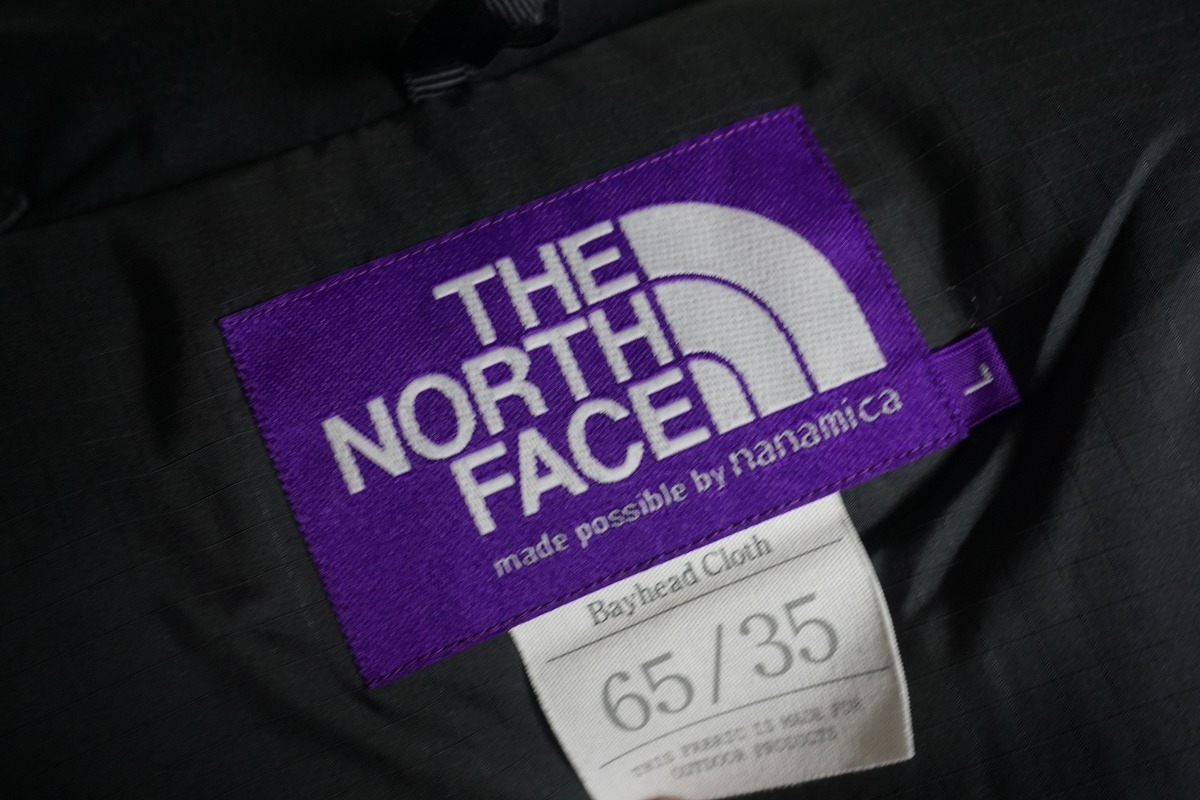 THE
NORTH
FACE
made possible by nanamica
L
Bayhead Cloth
65/35
THIS FABRIC IS MADE FOR
OUTDOOR PRODUCTS